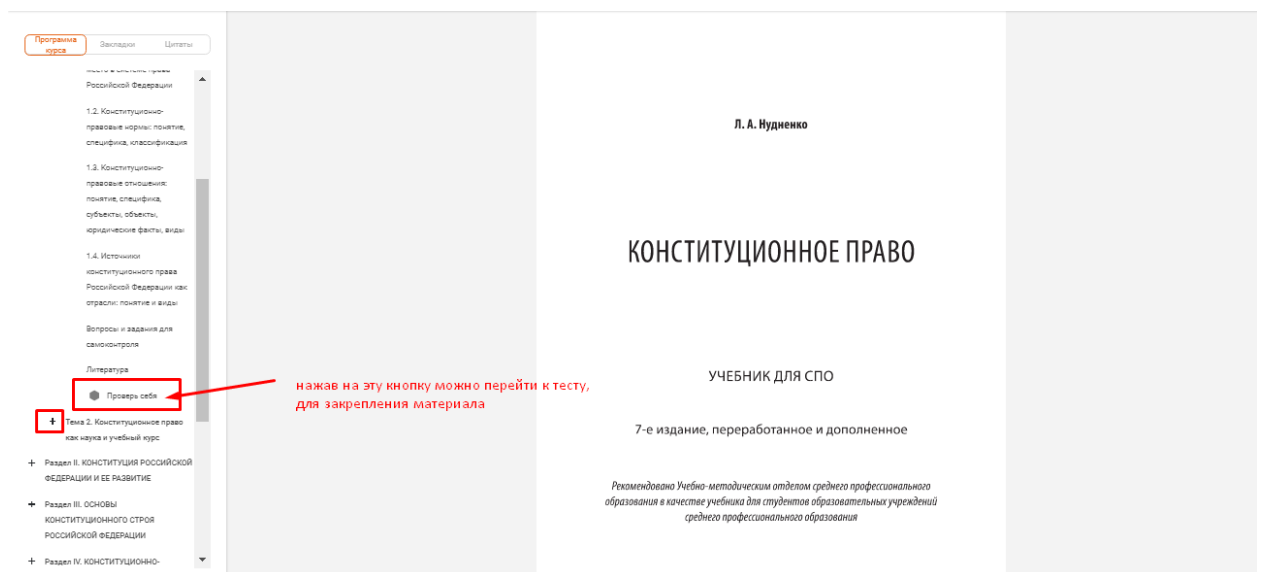 Программа
курса
Закладки
Цитаты
место в системе права
Российской Федерации
1.2. Конституционно-
правовые нормы: понятие,
специфика, классификация
1.3. Конституционно-
правовые отношения:
понятие, специфика,
субъекты, объекты,
юридические факты, виды
1.4. Источники
конституционного права
Российской Федерации как
отрасли: понятие и виды
Вопросы и задания для
самоконтроля
Литература
Проверь себя
Тема 2. Конституционное право
как наука и учебный курс
Раздел II. КОНСТИТУЦИЯ РОССИЙСКОЙ
ФЕДЕРАЦИИ И ЕЕ РАЗВИТИЕ
Раздел III. ОСНОВЫ
КОНСТИТУЦИОННОГО СТРОЯ
РОССИЙСКОЙ ФЕДЕРАЦИИ
Раздел IV. КОНСТИТУЦИОННО-
нажав на эту кнопку можно перейти к тесту,
для закрепления материала
Л. А. Нудненко
КОНСТИТУЦИОННОЕ ПРАВО
УЧЕБНИК ДЛЯ СПО
7-е издание, переработанное и дополненное
Рекомендовано Учебно-методическим отделом среднего профессионального
образования в качестве учебника для студентов образовательных учреждений
среднего профессионального образования